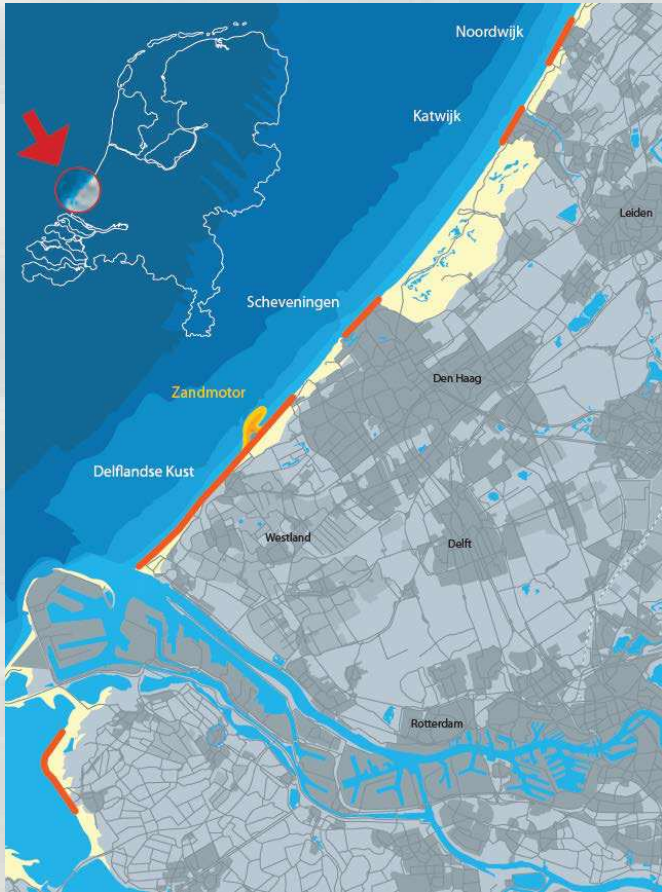 Noordwijk
Katwijk
Leiden
Scheveningen
Den Haag
Zandmotor
Delflandse Kust
Westland
Delft
Rotterdam